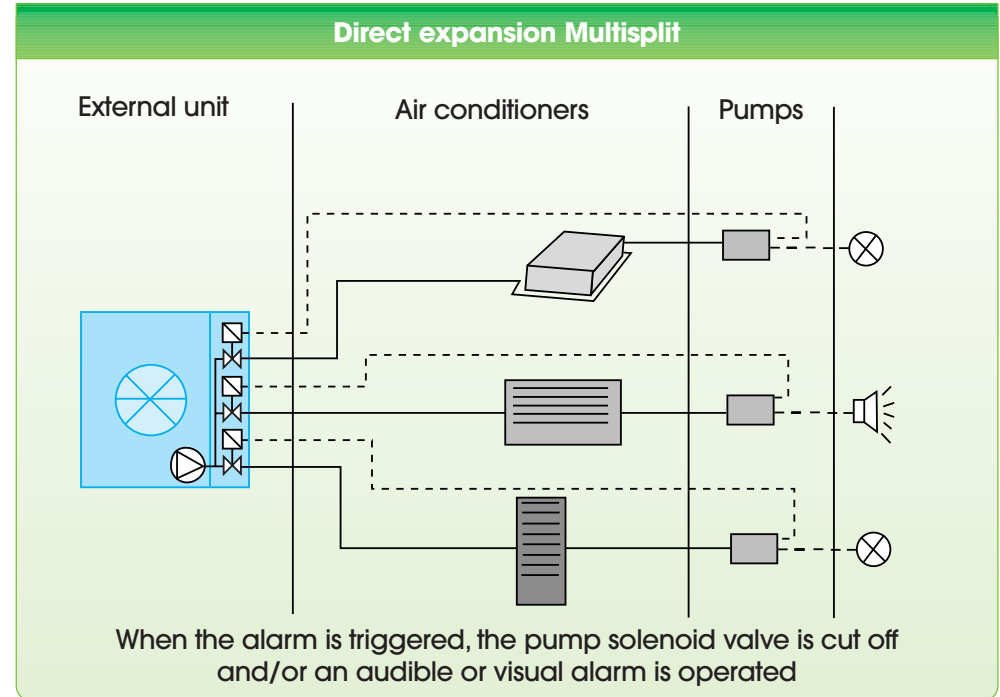 Direct expansion Multisplit
External unit
Air conditioners
Pumps
When the alarm is triggered, the pump solenoid valve is cut off
and/or an audible or visual alarm is operated